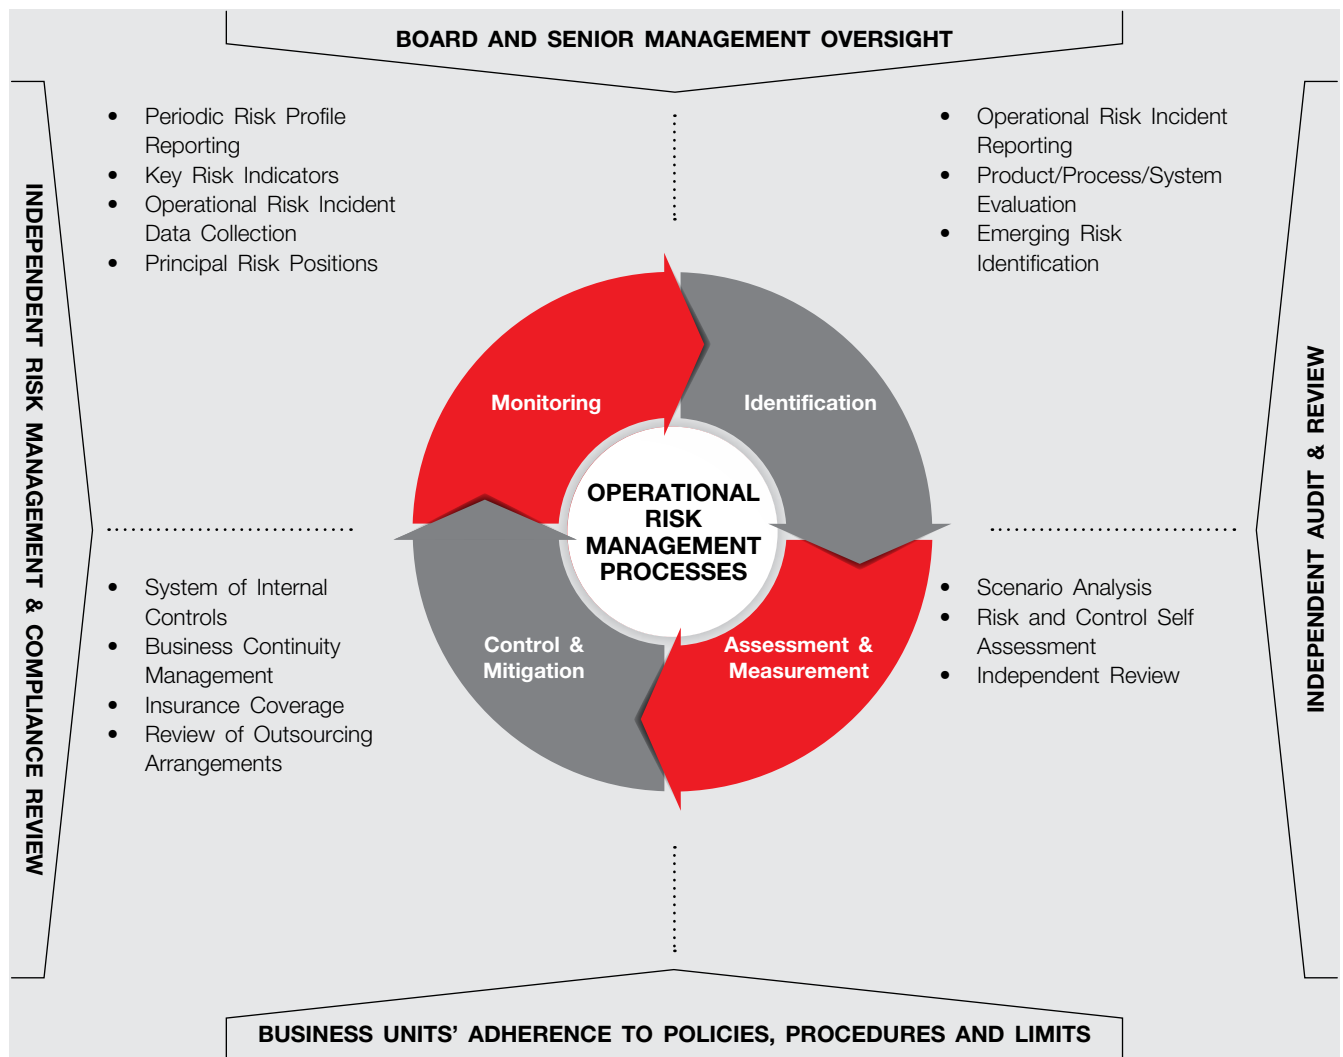 BOARD AND SENIOR MANAGEMENT OVERSIGHT
INDEPENDENT RISK MANAGEMENT & COMPLIANCE REVIEW
• Periodic Risk Profile
Reporting
• Key Risk Indicators
• Operational Risk Incident
Data Collection
• Principal Risk Positions
• Operational Risk Incident
Reporting
• Product/Process/System
Evaluation
• Emerging Risk
Identification
INDEPENDENT AUDIT & REVIEW
Monitoring
Identification
OPERATIONAL
RISK
MANAGEMENT
PROCESSES
Control &
Mitigation
Assessment &
Measurement
• System of Internal
Controls
• Business Continuity
Management
• Insurance Coverage
• Review of Outsourcing
Arrangements
• Scenario Analysis
• Risk and Control Self
Assessment
• Independent Review
BUSINESS UNITS' ADHERENCE TO POLICIES, PROCEDURES AND LIMITS